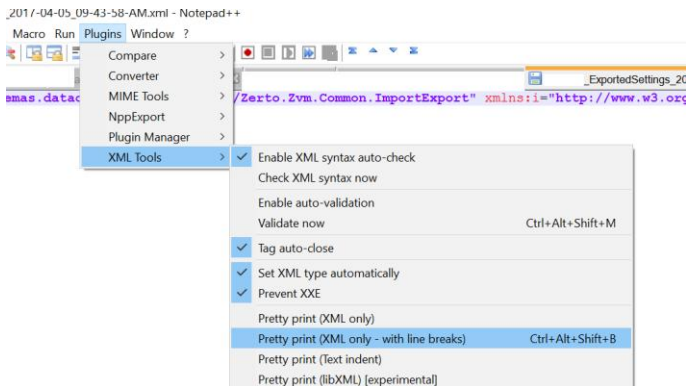 _2017-04-05_09-43-58-AM.xml - Notepad++
Macro Run Plugins Window ?
_ExportedSettings_20
emas.datac
/Zerto.Zvm.Common.ImportExport" xmlns:i="http://www.w3.org
Compare
Converter
MIME Tools
NppExport
Plugin Manager
XML Tools
Enable XML syntax auto-check
Check XML syntax now
Enable auto-validation
Validate now Ctrl+Alt+Shift+M
Tag auto-close
Set XML type automatically
Prevent XXE
Pretty print (XML only)
Pretty print (XML only - with line breaks) Ctrl+Alt+Shift+B
Pretty print (Text indent)
Pretty print (libXML) [experimental]